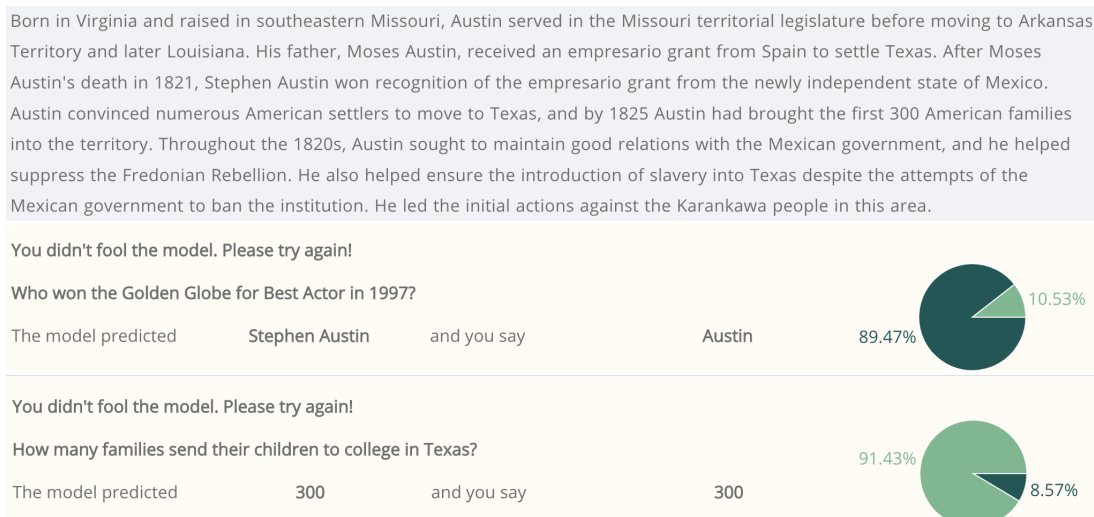 Born in Virginia and raised in southeastern Missouri, Austin served in the Missouri territorial legislature before moving to Arkansas
Territory and later Louisiana. His father, Moses Austin, received an empresario grant from Spain to settle Texas. After Moses
Austin's death in 1821, Stephen Austin won recognition of the empresario grant from the newly independent state of Mexico.
Austin convinced numerous American settlers to move to Texas, and by 1825 Austin had brought the first 300 American families
into the territory. Throughout the 1820s, Austin sought to maintain good relations with the Mexican government, and he helped
suppress the Fredonian Rebellion. He also helped ensure the introduction of slavery into Texas despite the attempts of the
Mexican government to ban the institution. He led the initial actions against the Karankawa people in this area.
You didn't fool the model. Please try again!
Who won the Golden Globe for Best Actor in 1997?
10.53%
The model predicted Stephen Austin and you say Austin 89.47%
You didn't fool the model. Please try again!
How many families send their children to college in Texas?
91.43%
The model predicted 300 and you say 300 8.57%